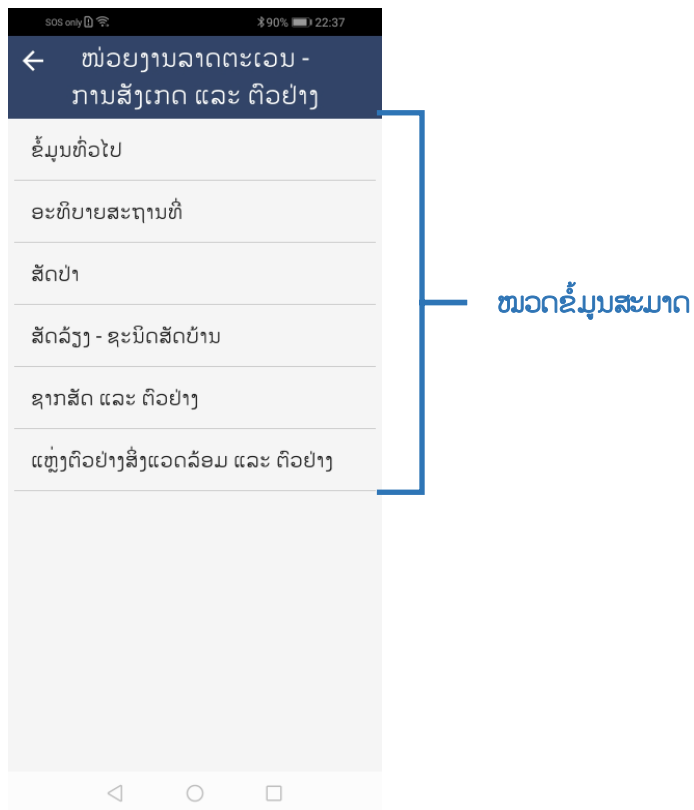 SOS only 90% 22:37
ໜ່ວຍງານລາດຕະເວນ -
ການສັງເກດ ແລະ ຕົວຢ່າງ
ຂໍ້ມູນທົ່ວໄປ
ອະທິບາຍສະຖານທີ່
ສັດປ່າ
ສັດລ້ຽງ - ຊະນິດສັດບ້ານ
ຊາກສັດ ແລະ ຕົວຢ່າງ
ແຫຼ່ງຕົວຢ່າງສິ່ງແວດລ້ອມ ແລະ ຕົວຢ່າງ
ໝວດຂໍ້ມູນສະມາດ